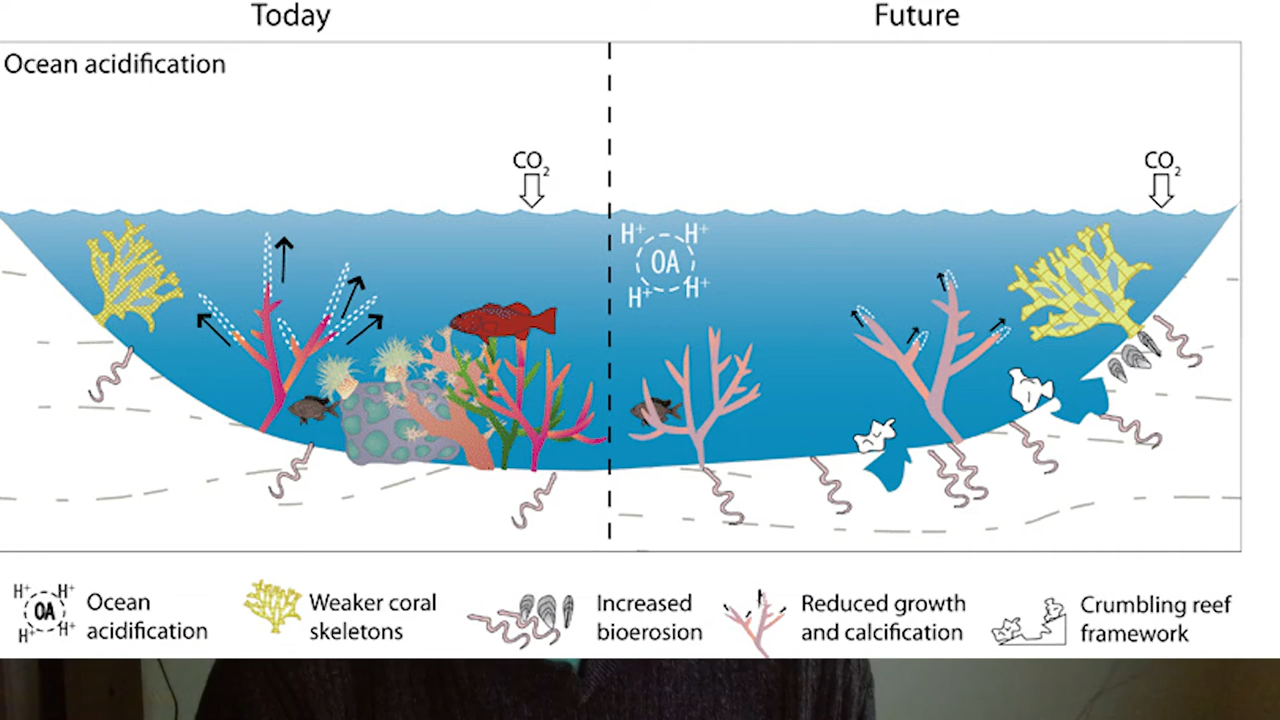 Today
Future
Ocean acidification
CO₂
CO₂
H⁺ H⁺
OA
H⁺ H⁺
H⁺ H⁺
OA
H⁺ H⁺
Ocean
acidification
Weaker coral
skeletons
Increased
bioerosion
Reduced growth
and calcification
Crumbling reef
framework